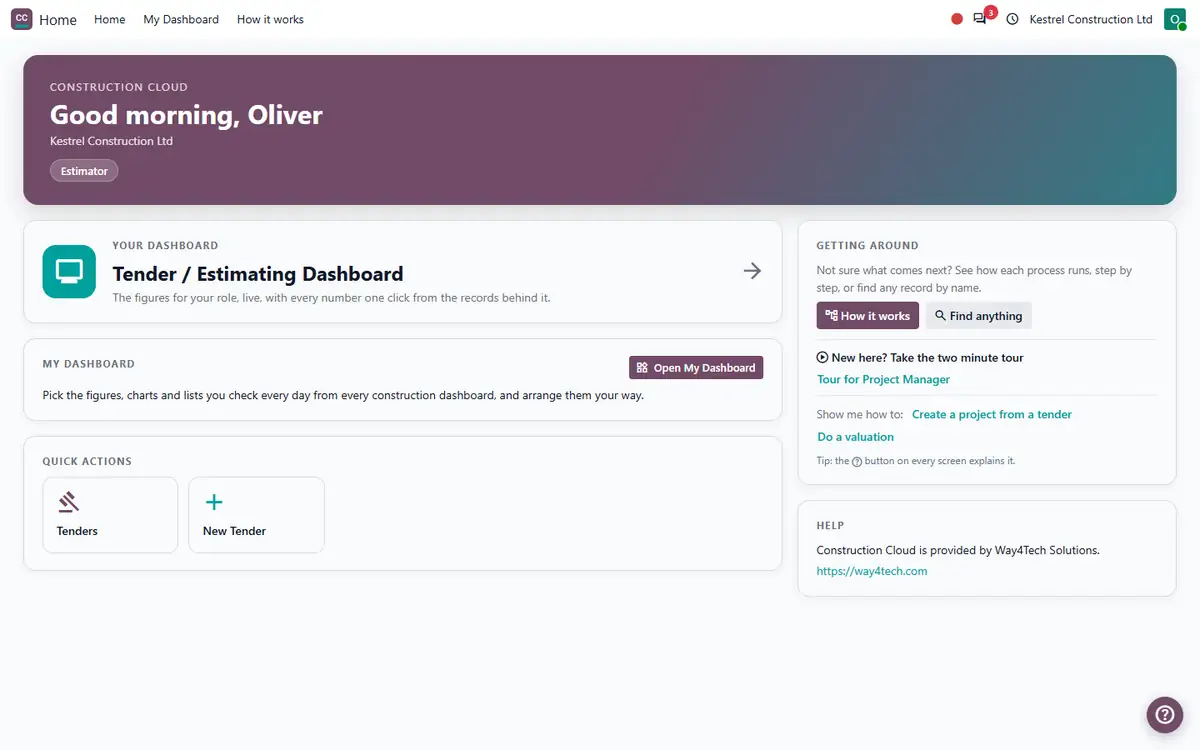 CC Home Home My Dashboard How it works 3 Kestrel Construction Ltd O
CONSTRUCTION CLOUD
Good morning, Oliver
Kestrel Construction Ltd
Estimator
YOUR DASHBOARD
Tender / Estimating Dashboard
The figures for your role, live, with every number one click from the records behind it.
MY DASHBOARD
Open My Dashboard
Pick the figures, charts and lists you check every day from every construction dashboard, and arrange them your way.
QUICK ACTIONS
Tenders
New Tender
GETTING AROUND
Not sure what comes next? See how each process runs, step by
step, or find any record by name.
How it works Find anything
New here? Take the two minute tour
Tour for Project Manager
Show me how to: Create a project from a tender
Do a valuation
Tip: the ? button on every screen explains it.
HELP
Construction Cloud is provided by Way4Tech Solutions.
https://way4tech.com
?